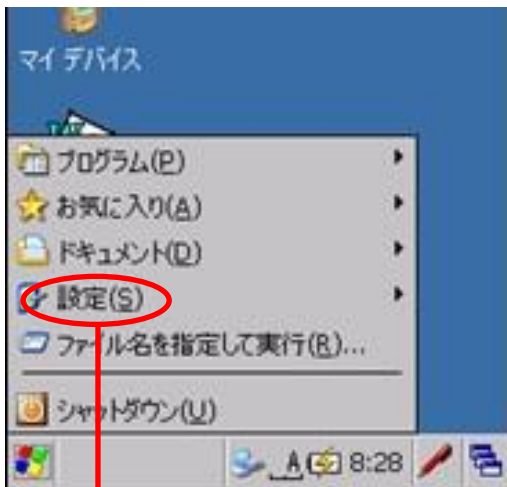 マイ デバイス
プログラム(P)
お気に入り(A)
ドキュメント(D)
設定(S)
ファイル名を指定して実行(R)...
シャットダウン(U)
A 8:28